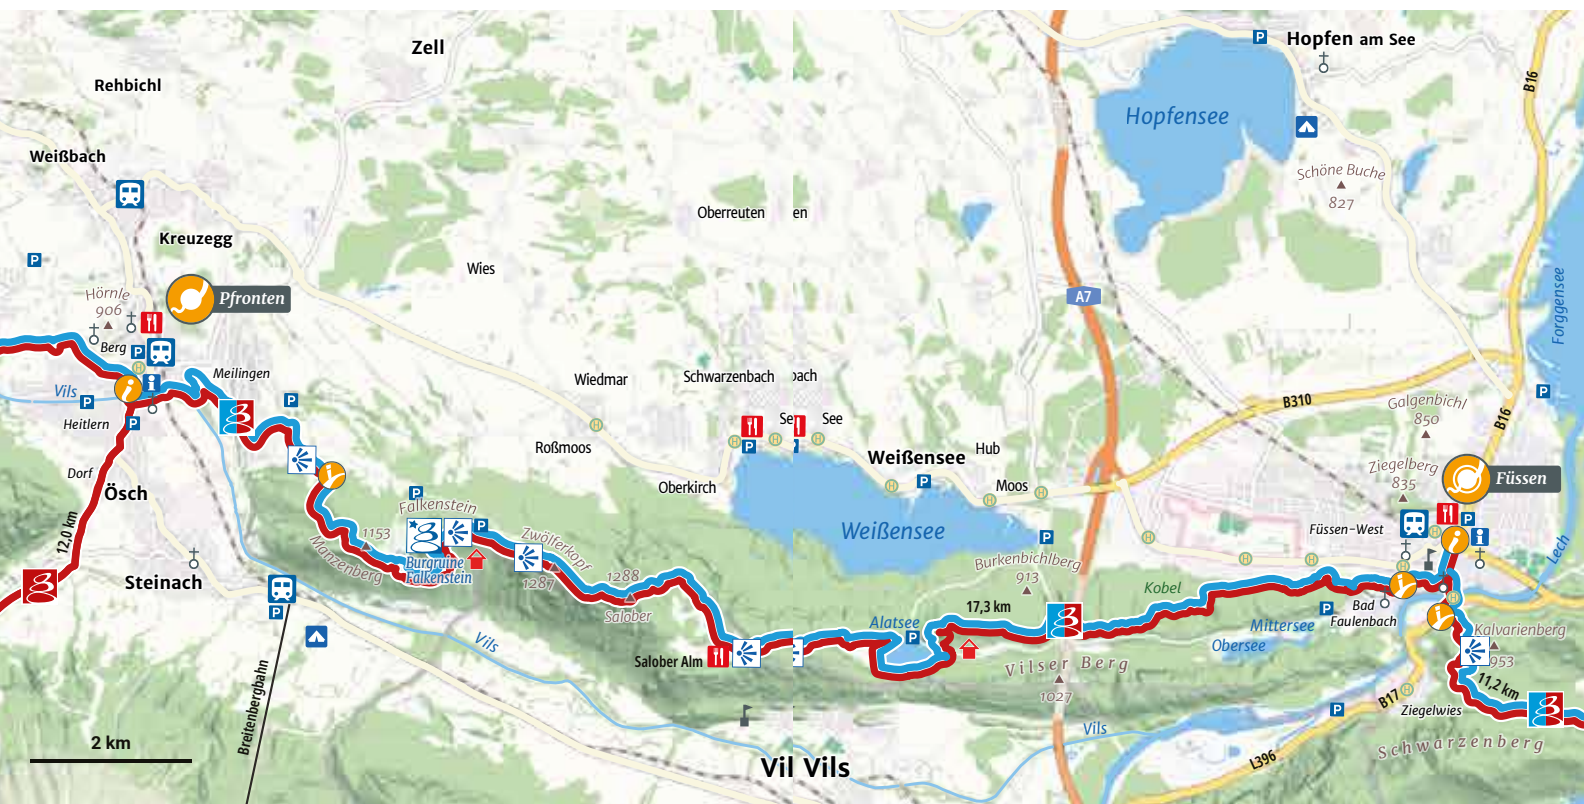 Zell
Hopfen am See
P
B16
Rehbichl
Hopfensee
Weißbach
Schöne Buche
827
Oberreuten
en
Kreuzegg
P
Wies
Hörnle
906
Pfronten
A7
Forggensee
Berg
P
H
Meilingen
Wiedmar
Schwarzenbach
bach
Vils
P
i
i
P
B310
Galgenbichl
850
P
B16
Heitlern
P
H
Se
See
H
H
H
P
P
Roßmoos
Weißensee
Hub
Dorf
Ösch
Oberkirch
H
P
Moos
H
H
H
Ziegelberg
835
Füssen
P
Falkenstein
P
12,0 km
1153
Manzenberg
Burgruine
Falkenstein
Zwölferkopf
1287
Weißensee
P
Füssen-West
P
H
i
i
Lech
Steinach
P
1288
Salober
Burkenbichlberg
913
H
H
H
Kobel
17,3 km
Alatsee
P
Mittersee
P
Obersee
Bad
Faulenbach
H
Kalvarienberg
953
Vils
Salober Alm
Vilser Berg
1027
11,2 km
Breitenbergbahn
B17
H
Ziegelwies
P
Vils
Schwarzenberg
L396
2 km
Vil
Vils